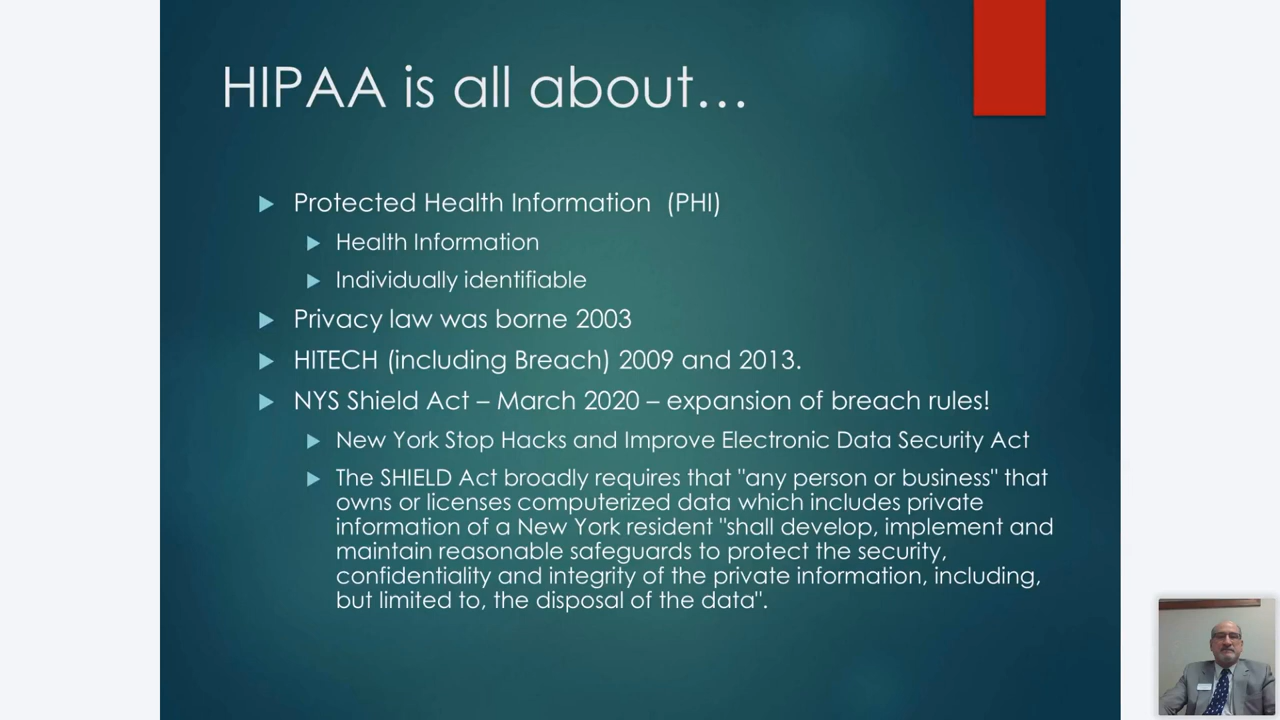 HIPAA is all about…
Protected Health Information (PHI)
Health Information
Individually identifiable
Privacy law was borne 2003
HITECH (including Breach) 2009 and 2013.
NYS Shield Act – March 2020 – expansion of breach rules!
New York Stop Hacks and Improve Electronic Data Security Act
The SHIELD Act broadly requires that "any person or business" that
owns or licenses computerized data which includes private
information of a New York resident "shall develop, implement and
maintain reasonable safeguards to protect the security,
confidentiality and integrity of the private information, including,
but limited to, the disposal of the data".